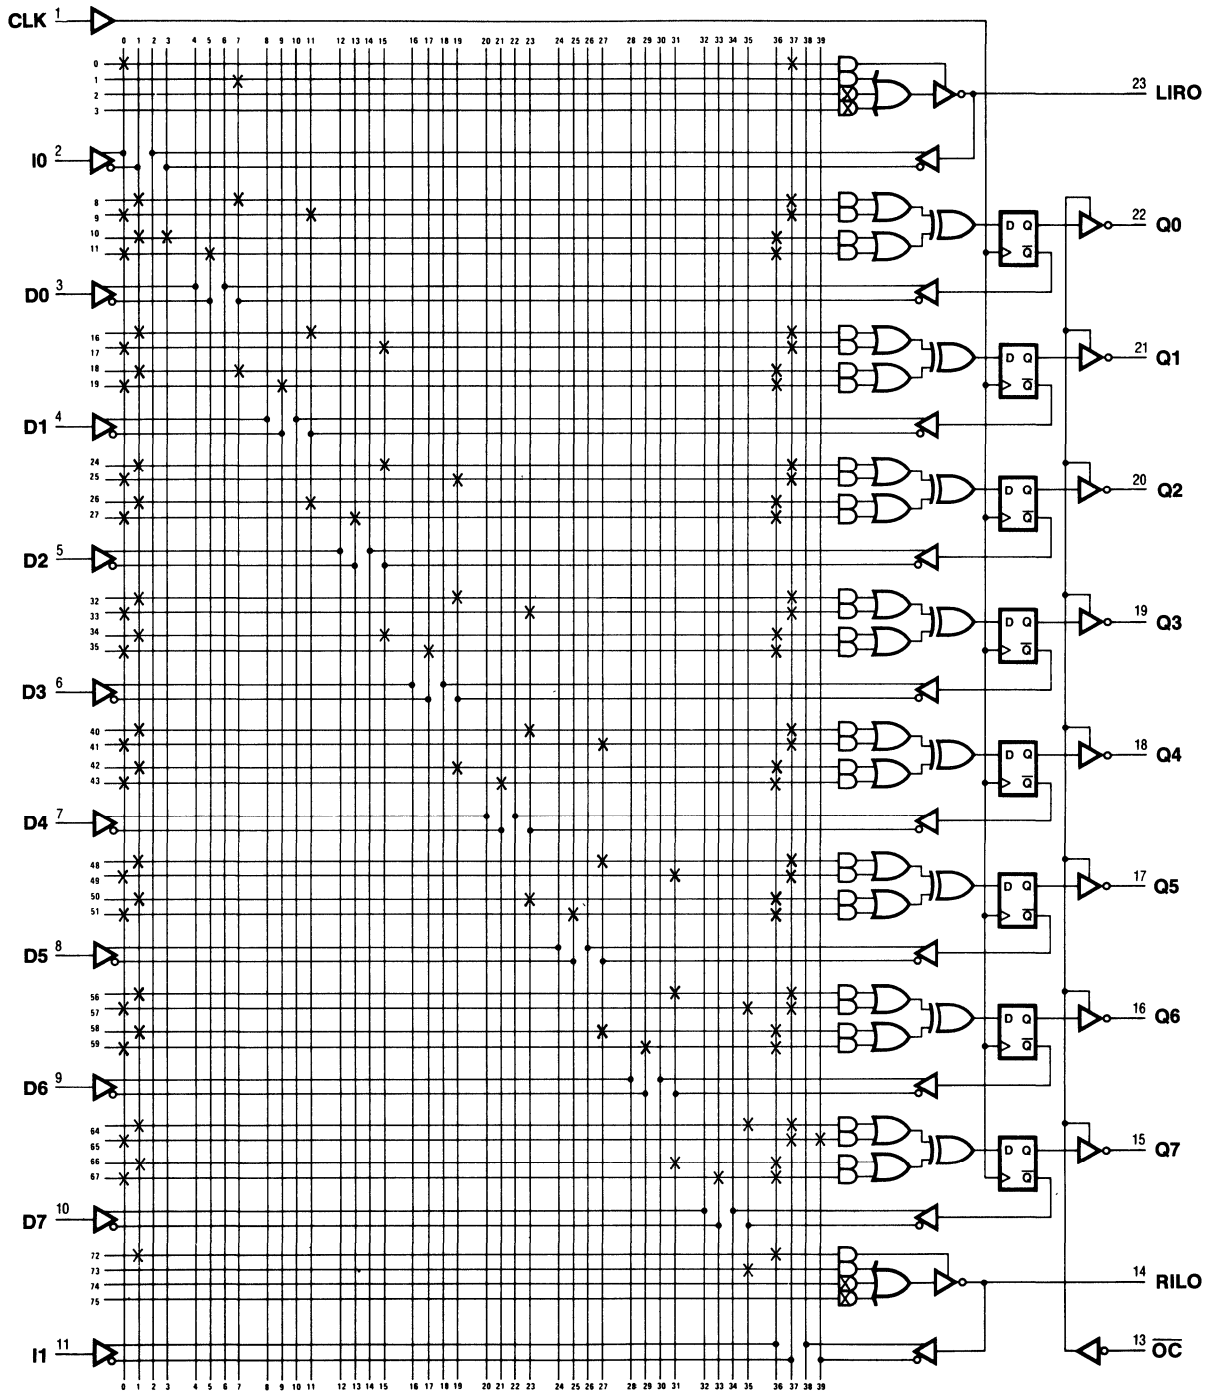 CLK 1
0 1 2 3 4 5 6 7 8 9 10 11 12 13 14 15 16 17 18 19 20 21 22 23 24 25 26 27 28 29 30 31 32 33 34 35 36 37 38 39
0
1
2
3
23 LIRO
I0 2
8
9
10
11
D Q
Q
22 Q0
D0 3
16
17
18
19
D Q
Q
21 Q1
D1 4
24
25
26
27
D Q
Q
20 Q2
D2 5
32
33
34
35
D Q
Q
19 Q3
D3 6
40
41
42
43
D Q
Q
18 Q4
D4 7
48
49
50
51
D Q
Q
17 Q5
D5 8
56
57
58
59
D Q
Q
16 Q6
D6 9
64
65
66
67
D Q
Q
15 Q7
D7 10
72
73
74
75
14 RILO
I1 11
13 OC
0 1 2 3 4 5 6 7 8 9 10 11 12 13 14 15 16 17 18 19 20 21 22 23 24 25 26 27 28 29 30 31 32 33 34 35 36 37 38 39